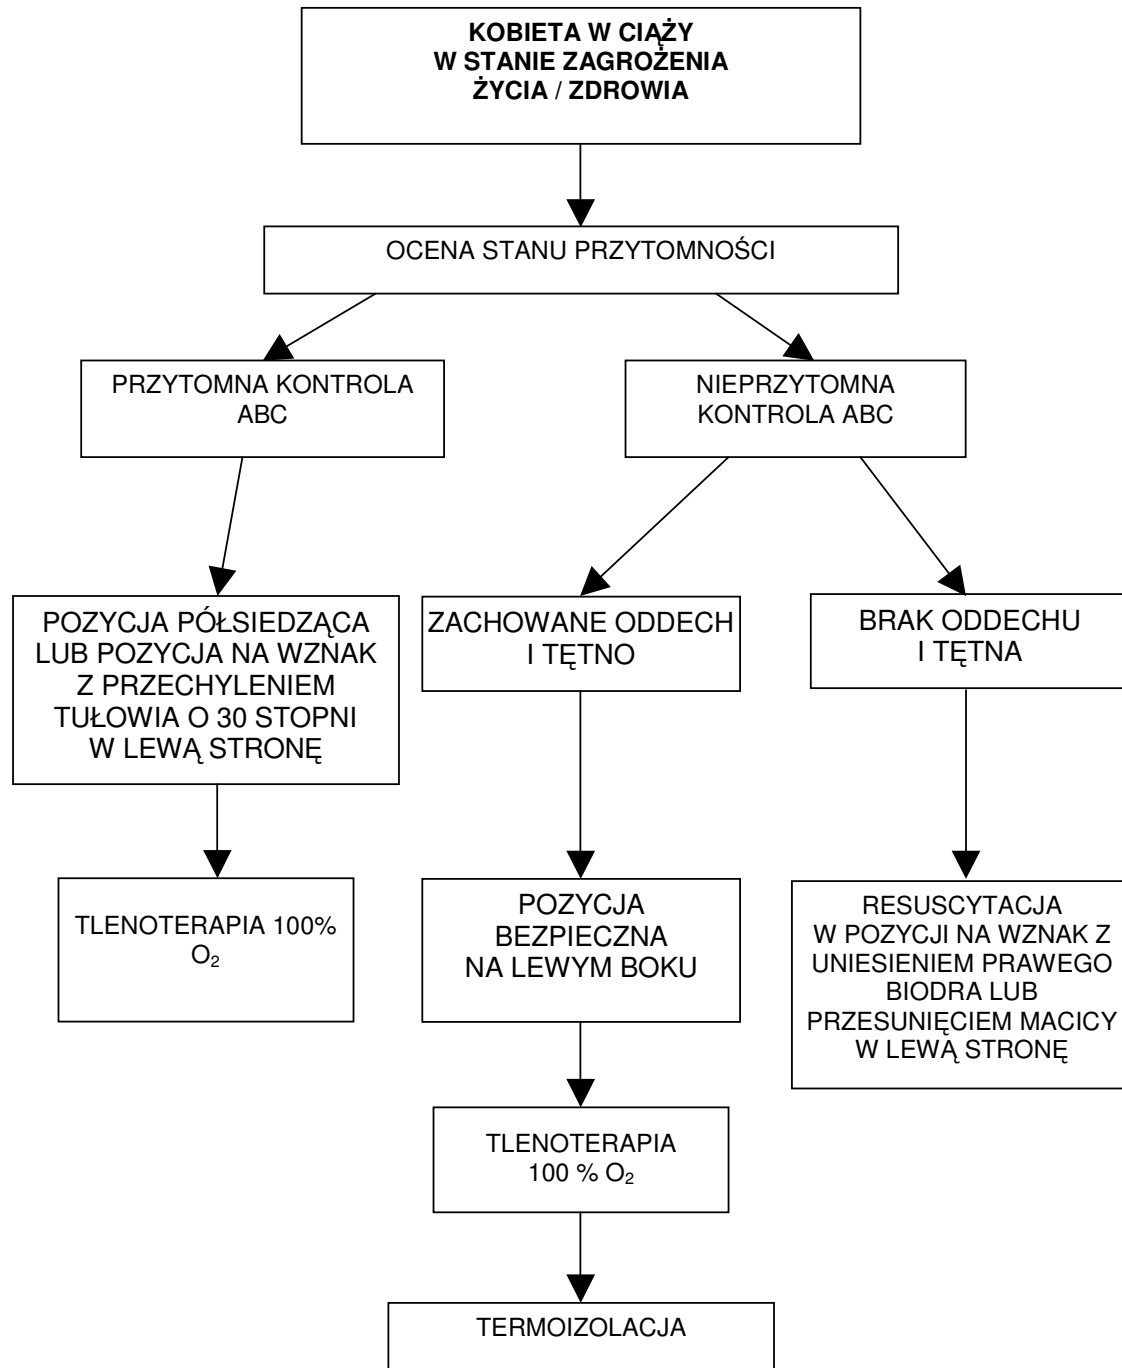 KOBIETA W CIĄŻY
W STANIE ZAGROŻENIA
ŻYCIA / ZDROWIA
OCENA STANU PRZYTOMNOŚCI
PRZYTOMNA KONTROLA
ABC
NIEPRZYTOMNA
KONTROLA ABC
POZYCJA PÓŁSIEDZĄCA
LUB POZYCJA NA WZNAK
Z PRZECHYLENIEM
TUŁOWIA O 30 STOPNI
W LEWĄ STRONĘ
ZACHOWANE ODDECH
I TĘTNO
BRAK ODDECHU
I TĘTNA
TLENOTERAPIA 100%
O₂
POZYCJA
BEZPIECZNA
NA LEWYM BOKU
RESUSCYTACJA
W POZYCJI NA WZNAK Z
UNIESIENIEM PRAWEGO
BIODRA LUB
PRZESUNIĘCIEM MACICY
W LEWĄ STRONĘ
TLENOTERAPIA
100 % O₂
TERMOIZOLACJA